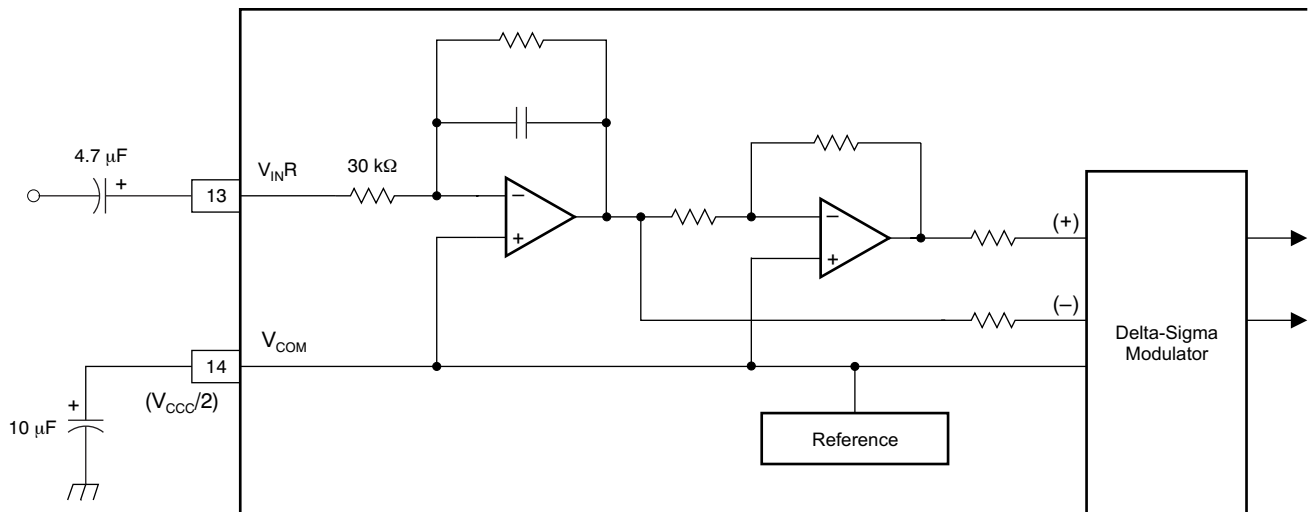 4.7 μF
+
13
V_INR
30 kΩ
−
+
−
+
(+)
(−)
Delta-Sigma
Modulator
V_COM
14
(V_CCC/2)
+
10 μF
Reference